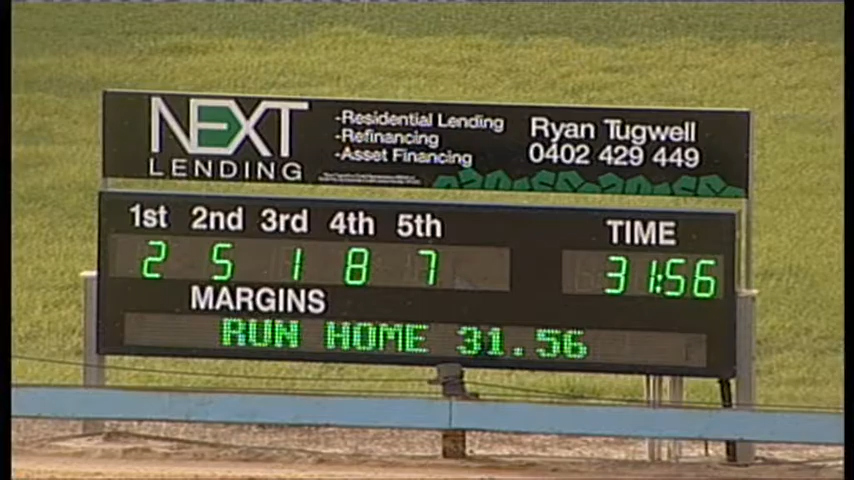 NEXT
LENDING
-Residential Lending
-Refinancing
-Asset Financing
Ryan Tugwell
0402 429 449
1st 2nd 3rd 4th 5th TIME
2 5 1 8 7 31:56
MARGINS
RUN HOME 31.56